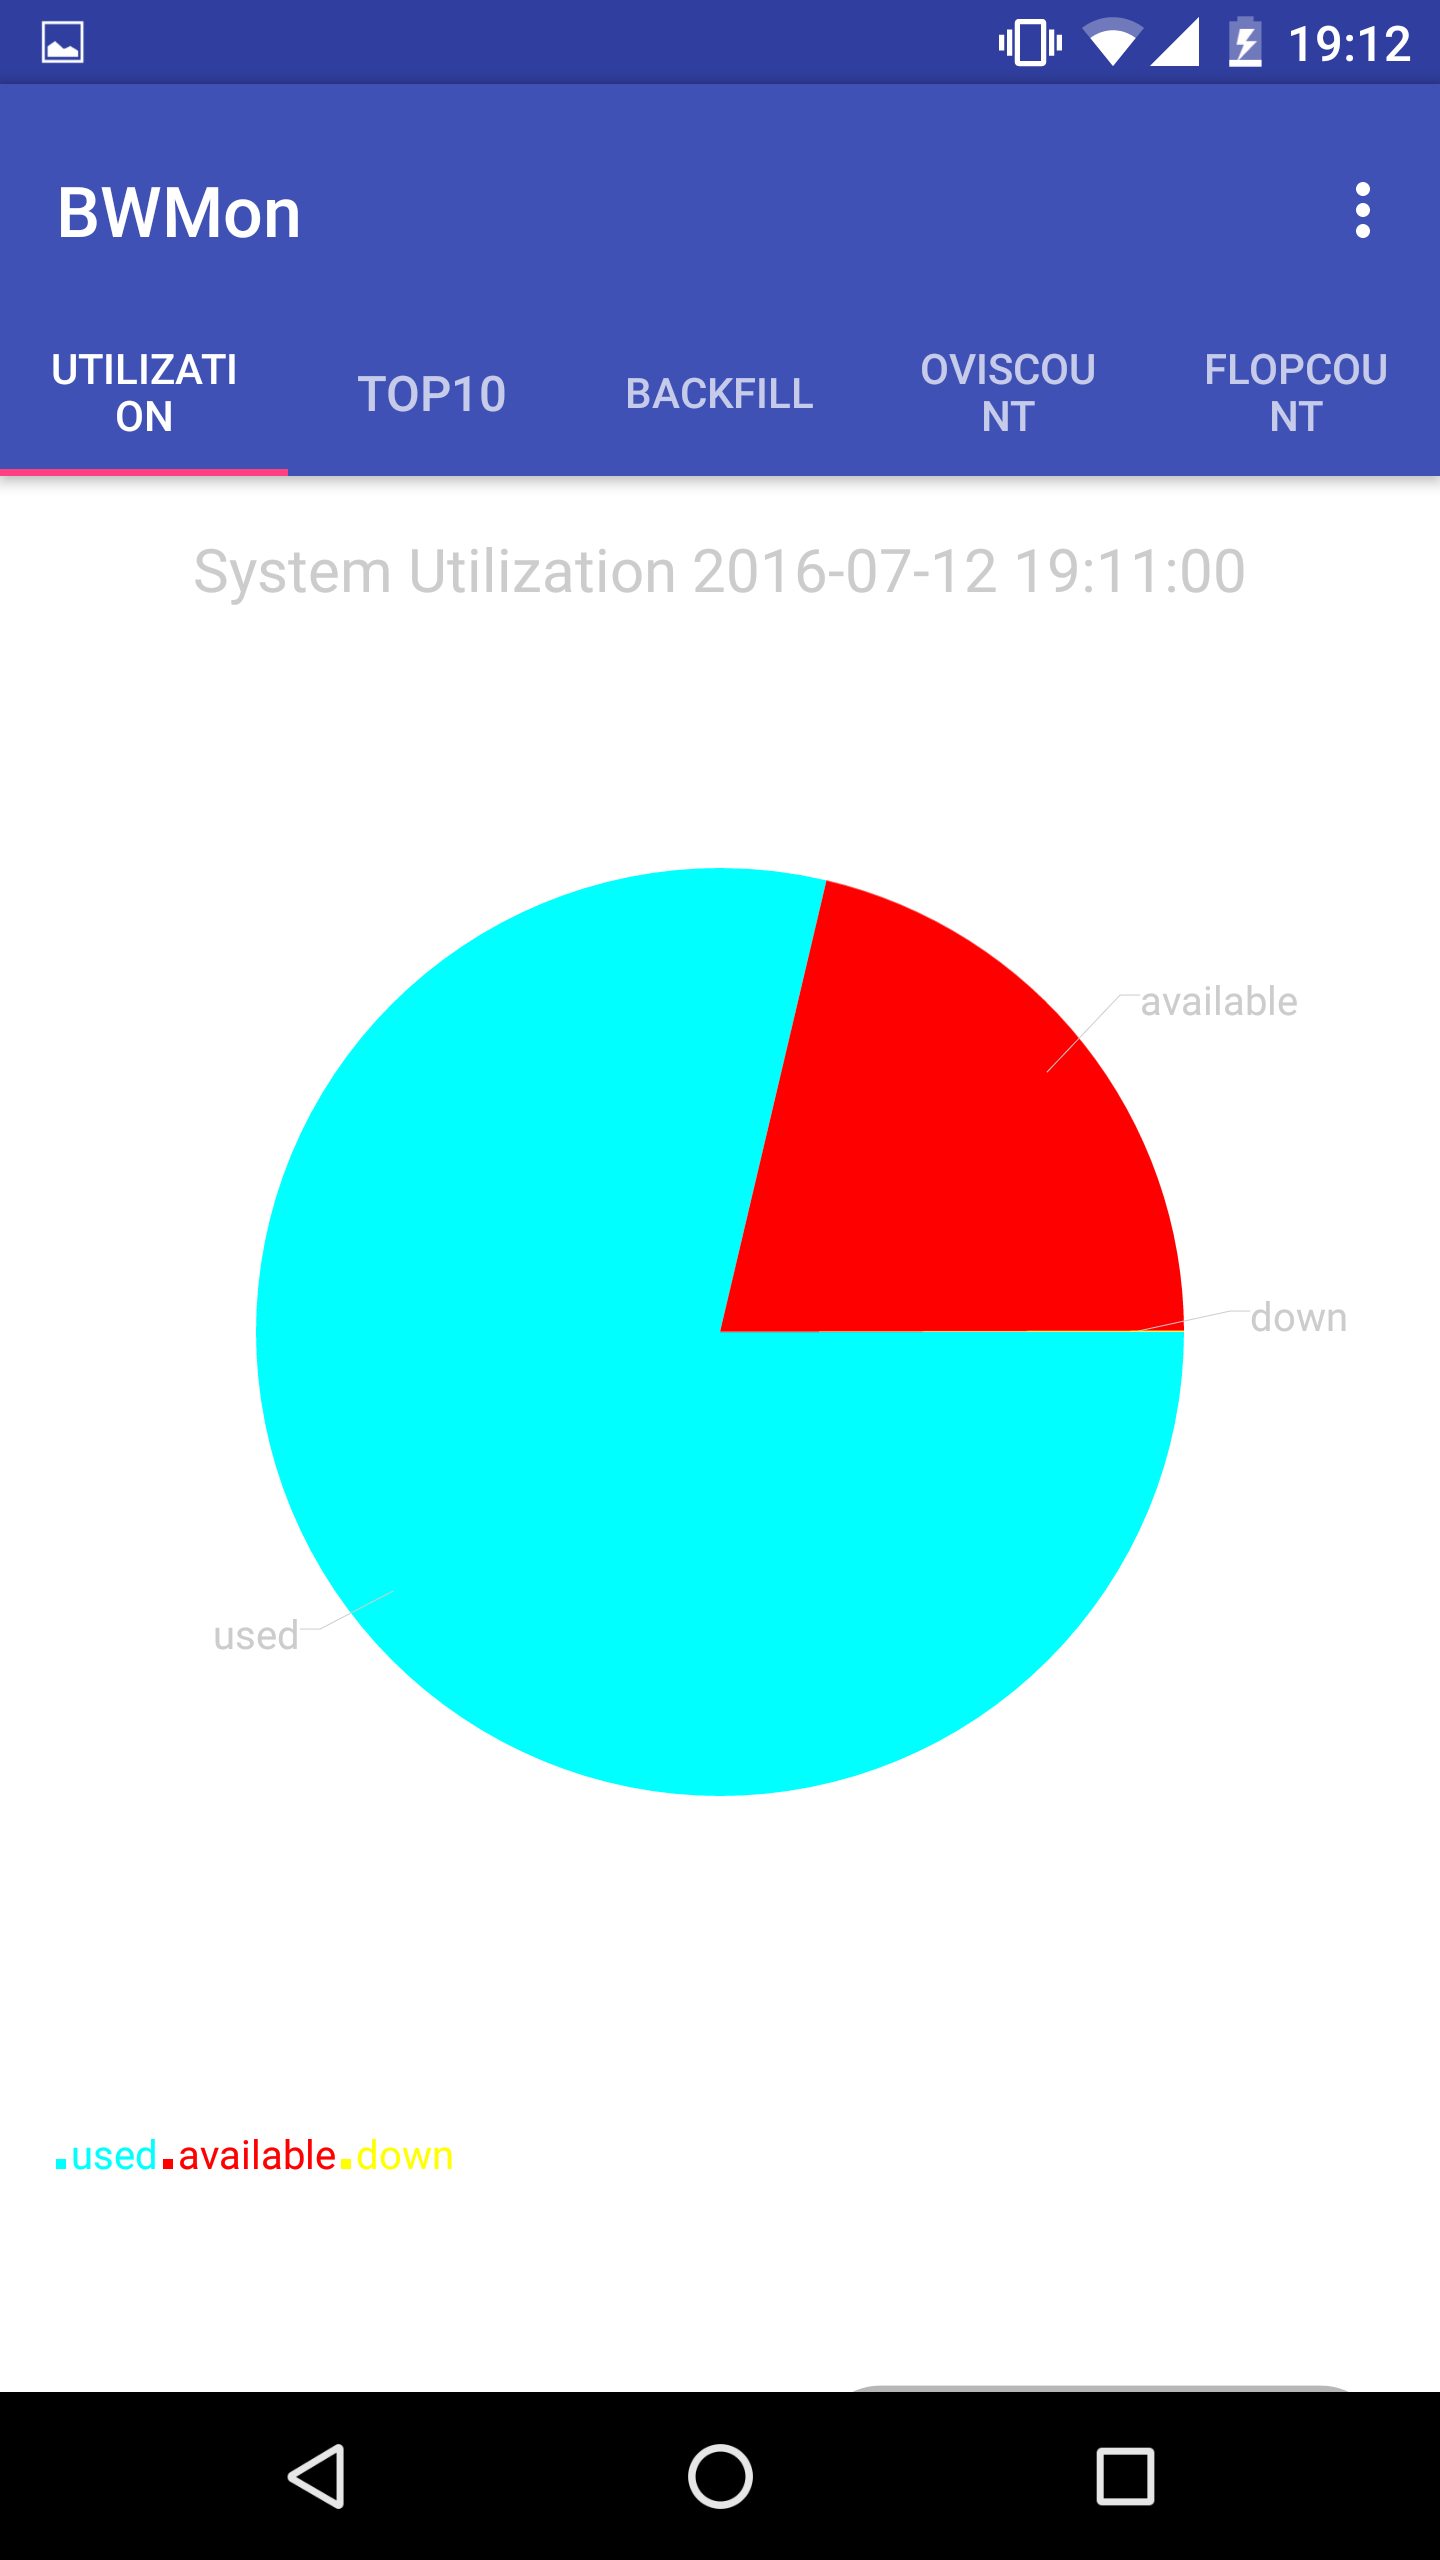 19:12
BWMon
UTILIZATI
ON
TOP10
BACKFILL
OVISCOU
NT
FLOPCOU
NT
System Utilization 2016-07-12 19:11:00
available
down
used
used available down